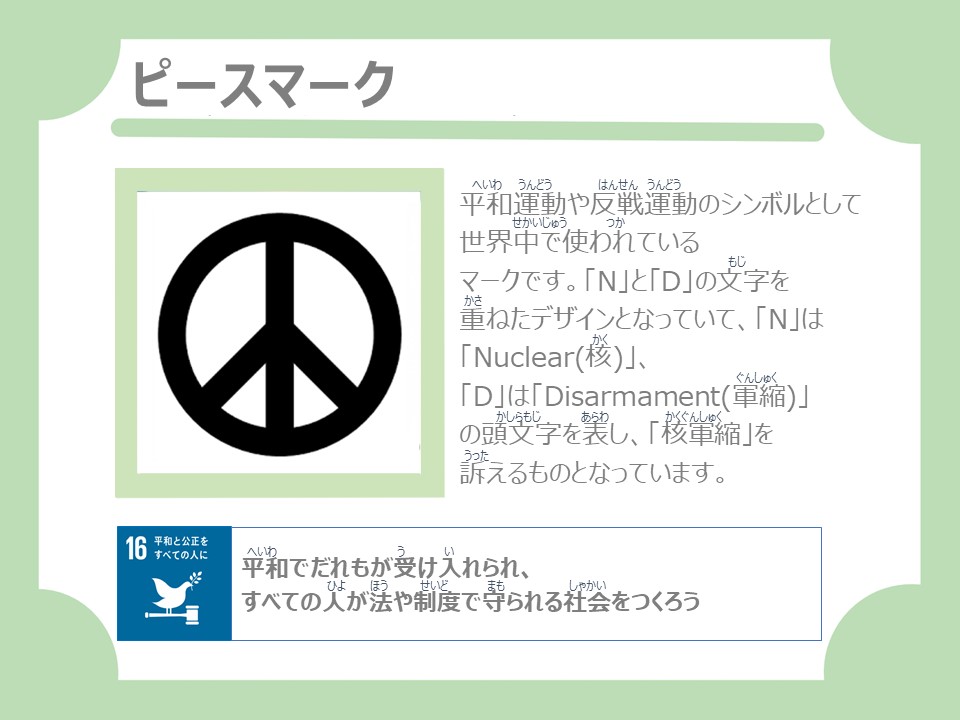 ピースマーク
へいわ うんどう はんせん うんどう
平和運動や反戦運動のシンボルとして
せかいじゅう つか
世界中で使われている
もじ
マークです。「N」と「D」の文字を
かさ
重ねたデザインとなっていて、「N」は
かく
「Nuclear(核)」、
ぐんしゅく
「D」は「Disarmament(軍縮)」
かしらもじ あらわ かくぐんしゅく
の頭文字を表し、「核軍縮」を
うった
訴えるものとなっています。
16 平和と公正を
すべての人に
へいわ う い
平和でだれもが受け入れられ、
ひよ ほう せいど まも しゃかい
すべての人が法や制度で守られる社会をつくろう